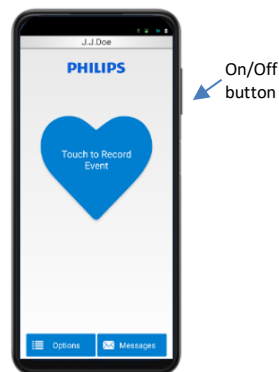 J.J.Doe
PHILIPS
On/Off
button
Touch to Record
Event
Options
Messages